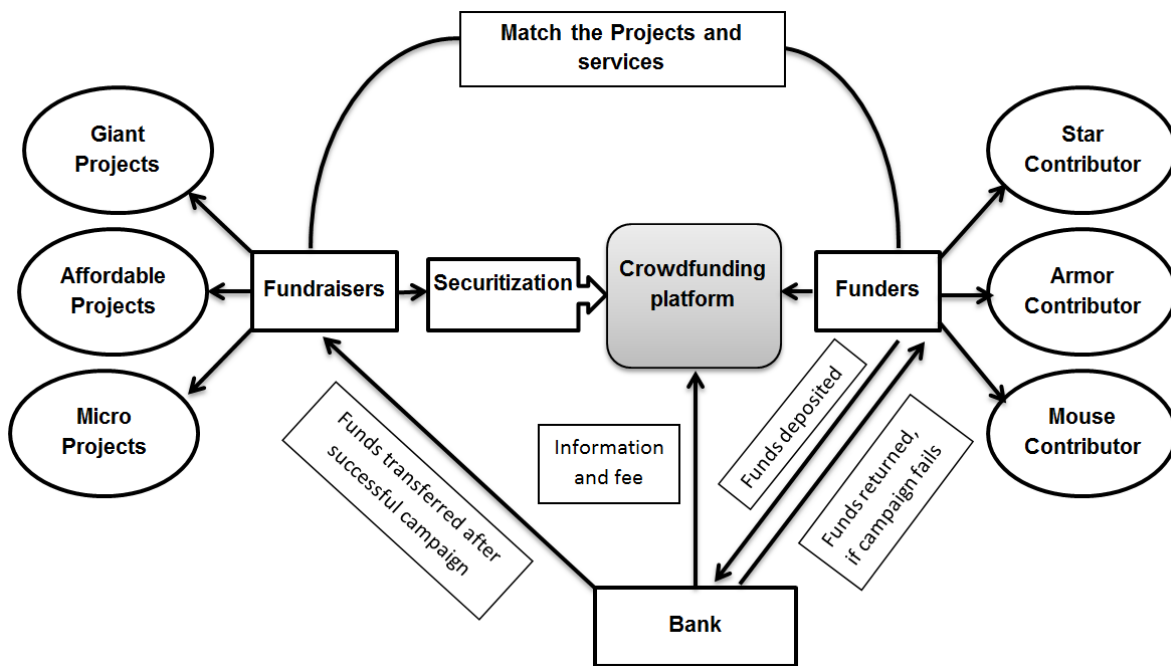 Match the Projects and
services
Giant
Projects
Star
Contributor
Affordable
Projects
Fundraisers
Securitization
Crowdfunding
platform
Funders
Armor
Contributor
Micro
Projects
Mouse
Contributor
Funds transferred after
successful campaign
Information
and fee
Funds deposited
Funds returned,
if campaign fails
Bank